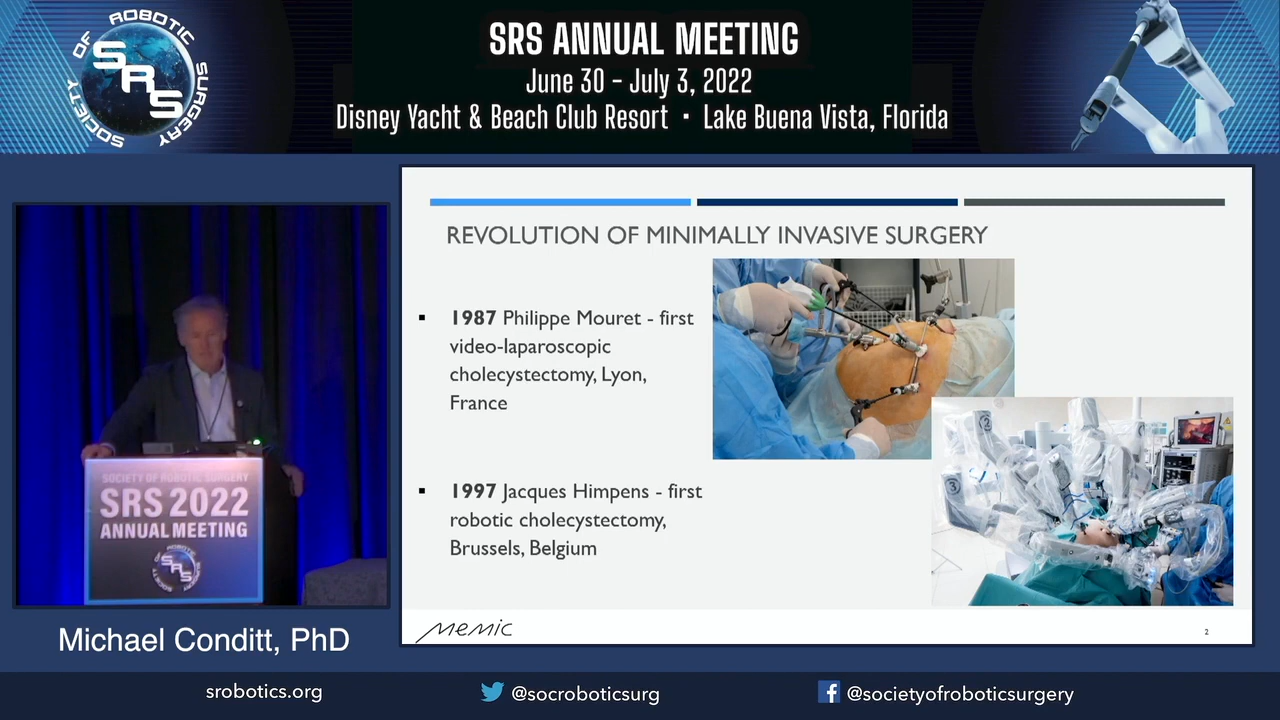 SOCIETY OF ROBOTIC SURGERY
SRS
SRS ANNUAL MEETING
June 30 - July 3, 2022
Disney Yacht & Beach Club Resort • Lake Buena Vista, Florida
REVOLUTION OF MINIMALLY INVASIVE SURGERY
▪ 1987 Philippe Mouret - first
video-laparoscopic
cholecystectomy, Lyon,
France
▪ 1997 Jacques Himpens - first
robotic cholecystectomy,
Brussels, Belgium
2
3
memic
2
SOCIETY OF ROBOTIC SURGERY
SRS 2022
ANNUAL MEETING
SRS
Michael Conditt, PhD
srobotics.org
@socroboticsurg
@societyofroboticsurgery